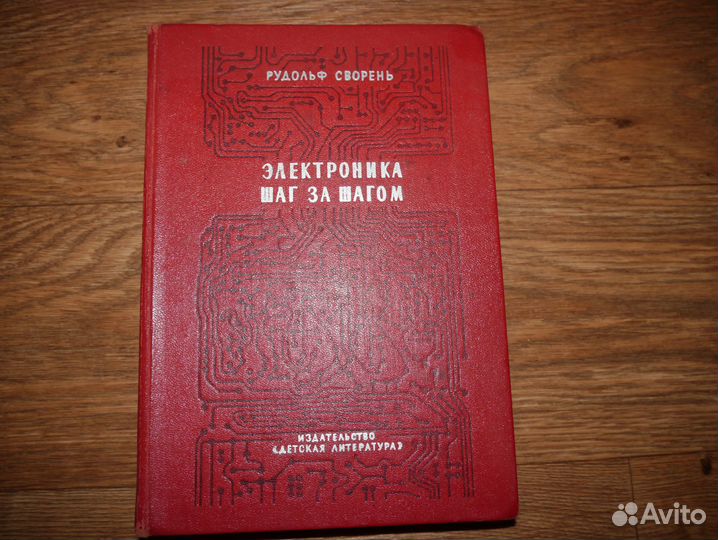 РУДОЛЬФ СВОРЕНЬ
ЭЛЕКТРОНИКА
ШАГ ЗА ШАГОМ
ИЗДАТЕЛЬСТВО
«ДЕТСКАЯ ЛИТЕРАТУРА»
Avito